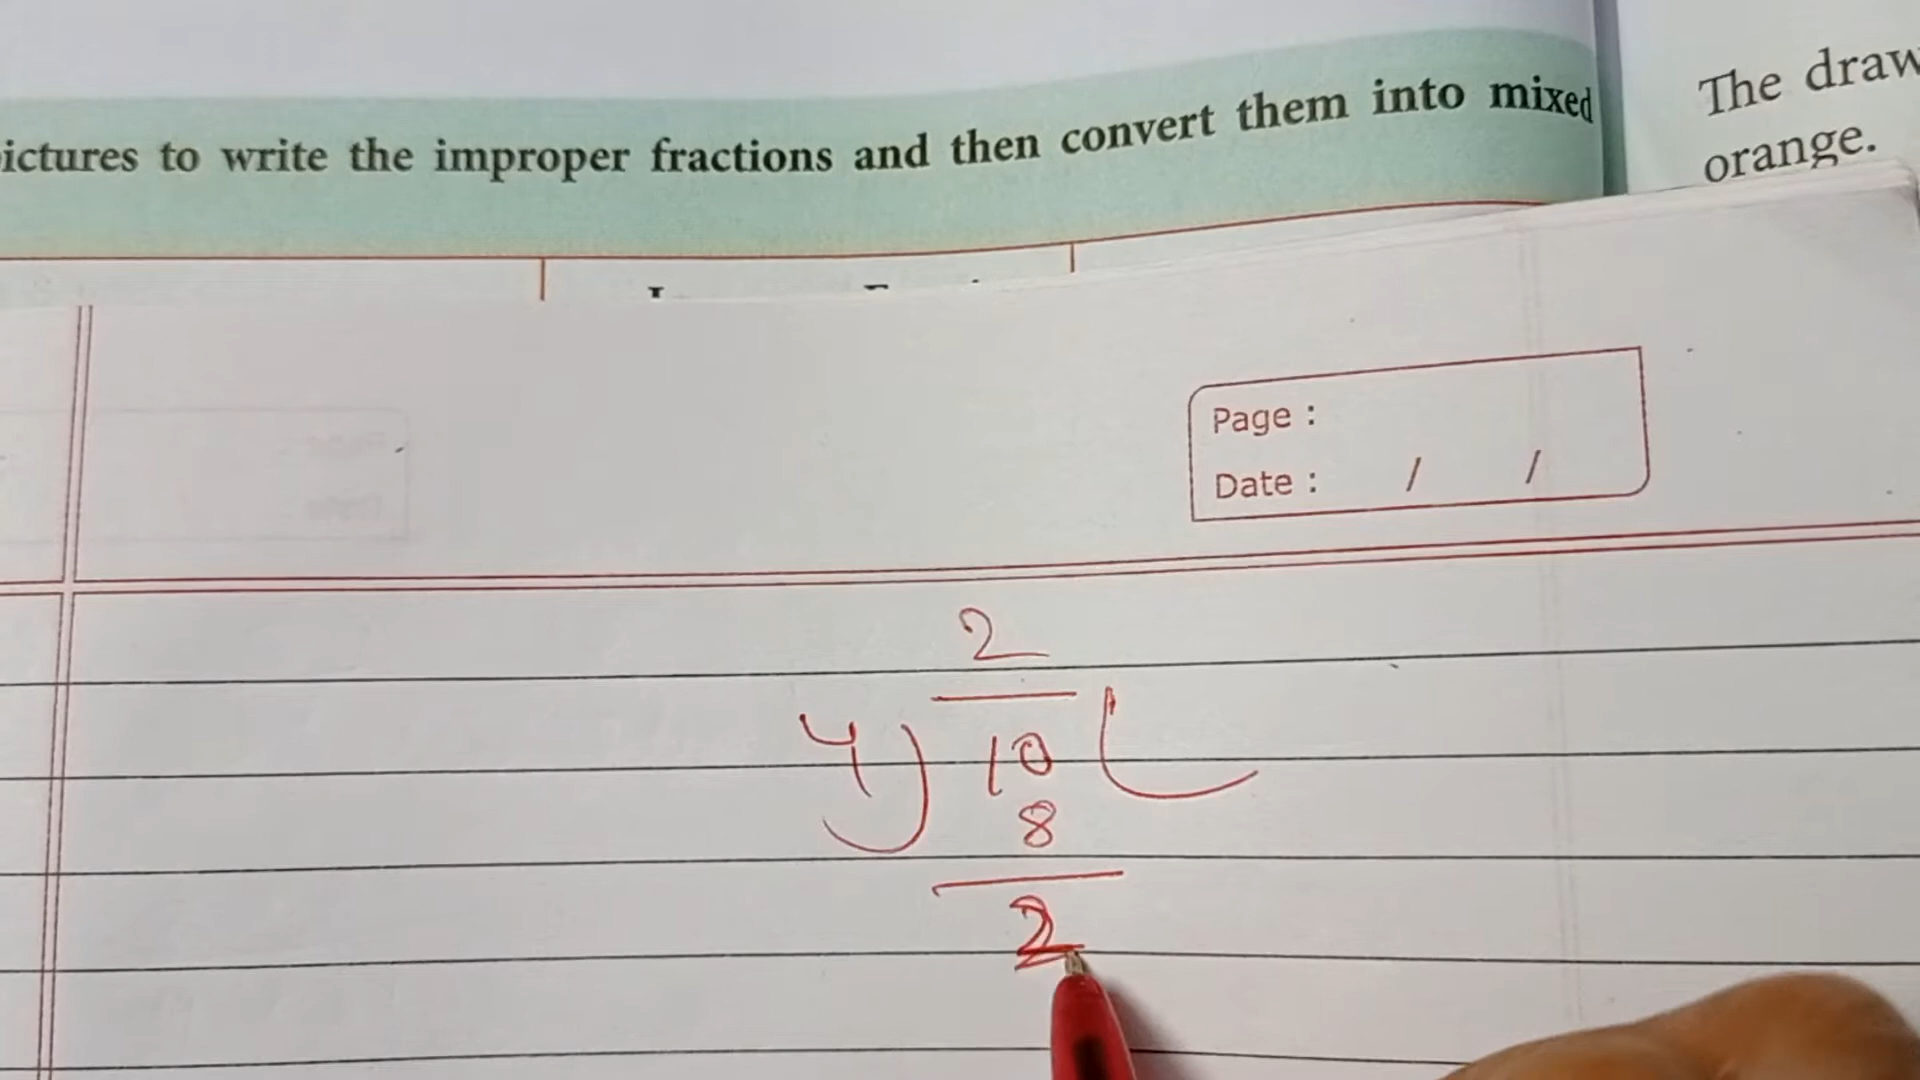 ictures to write the improper fractions and then convert them into mixed
The draw
orange.
Page :
Date : / /
2
4) 10 (
8
2